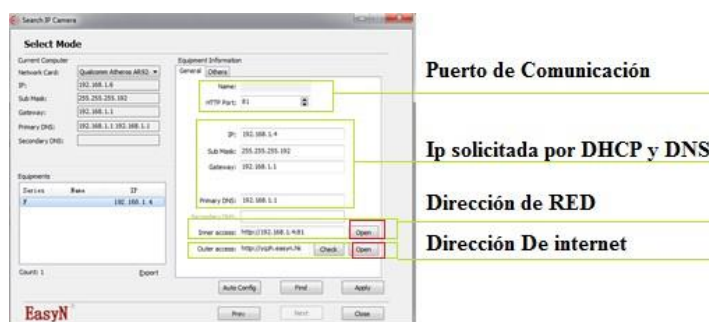 Search IP Camera
Select Mode
Current Computer
Network Card: Qualcomm Atheros AR92
IP: 192.168.1.6
Sub Mask: 255.255.255.192
Gateway: 192.168.1.1
Primary DNS: 192.168.1.1 192.168.1.1
Secondary DNS:
Equipments
Series Name IP
F 192.168.1.4
Count: 1 Export
Equipment Information
General Others
Name:
HTTP Port: 81
IP: 192.168.1.4
Sub Mask: 255.255.255.192
Gateway: 192.168.1.1
Primary DNS: 192.168.1.1
Secondary DNS:
Inner access: http://192.168.1.4:81 Open
Outer access: Check Open
Auto Config Find Apply
EasyN
Prev Next Close
Puerto de Comunicación
Ip solicitada por DHCP y DNS
Dirección de RED
Dirección De internet